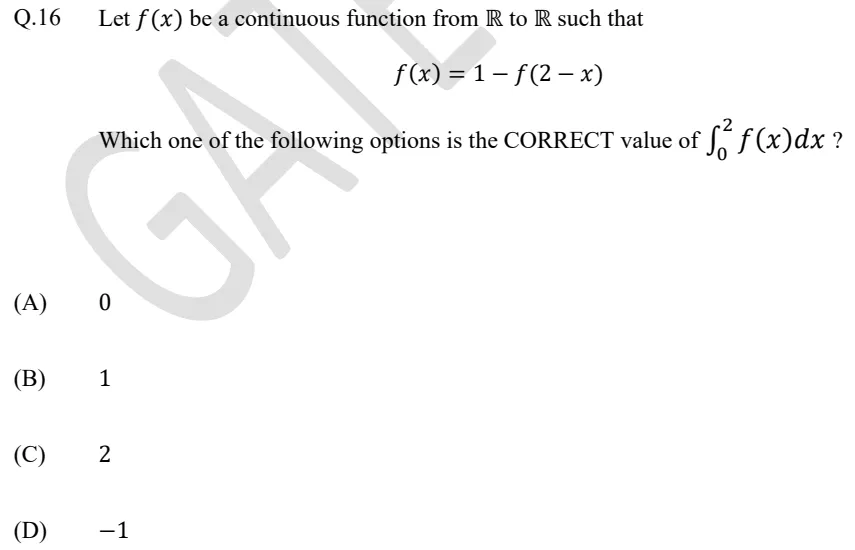 Q.16 Let f(x) be a continuous function from ℝ to ℝ such that
f(x) = 1 − f(2 − x)
Which one of the following options is the CORRECT value of ∫₀² f(x)dx ?
(A) 0
(B) 1
(C) 2
(D) −1